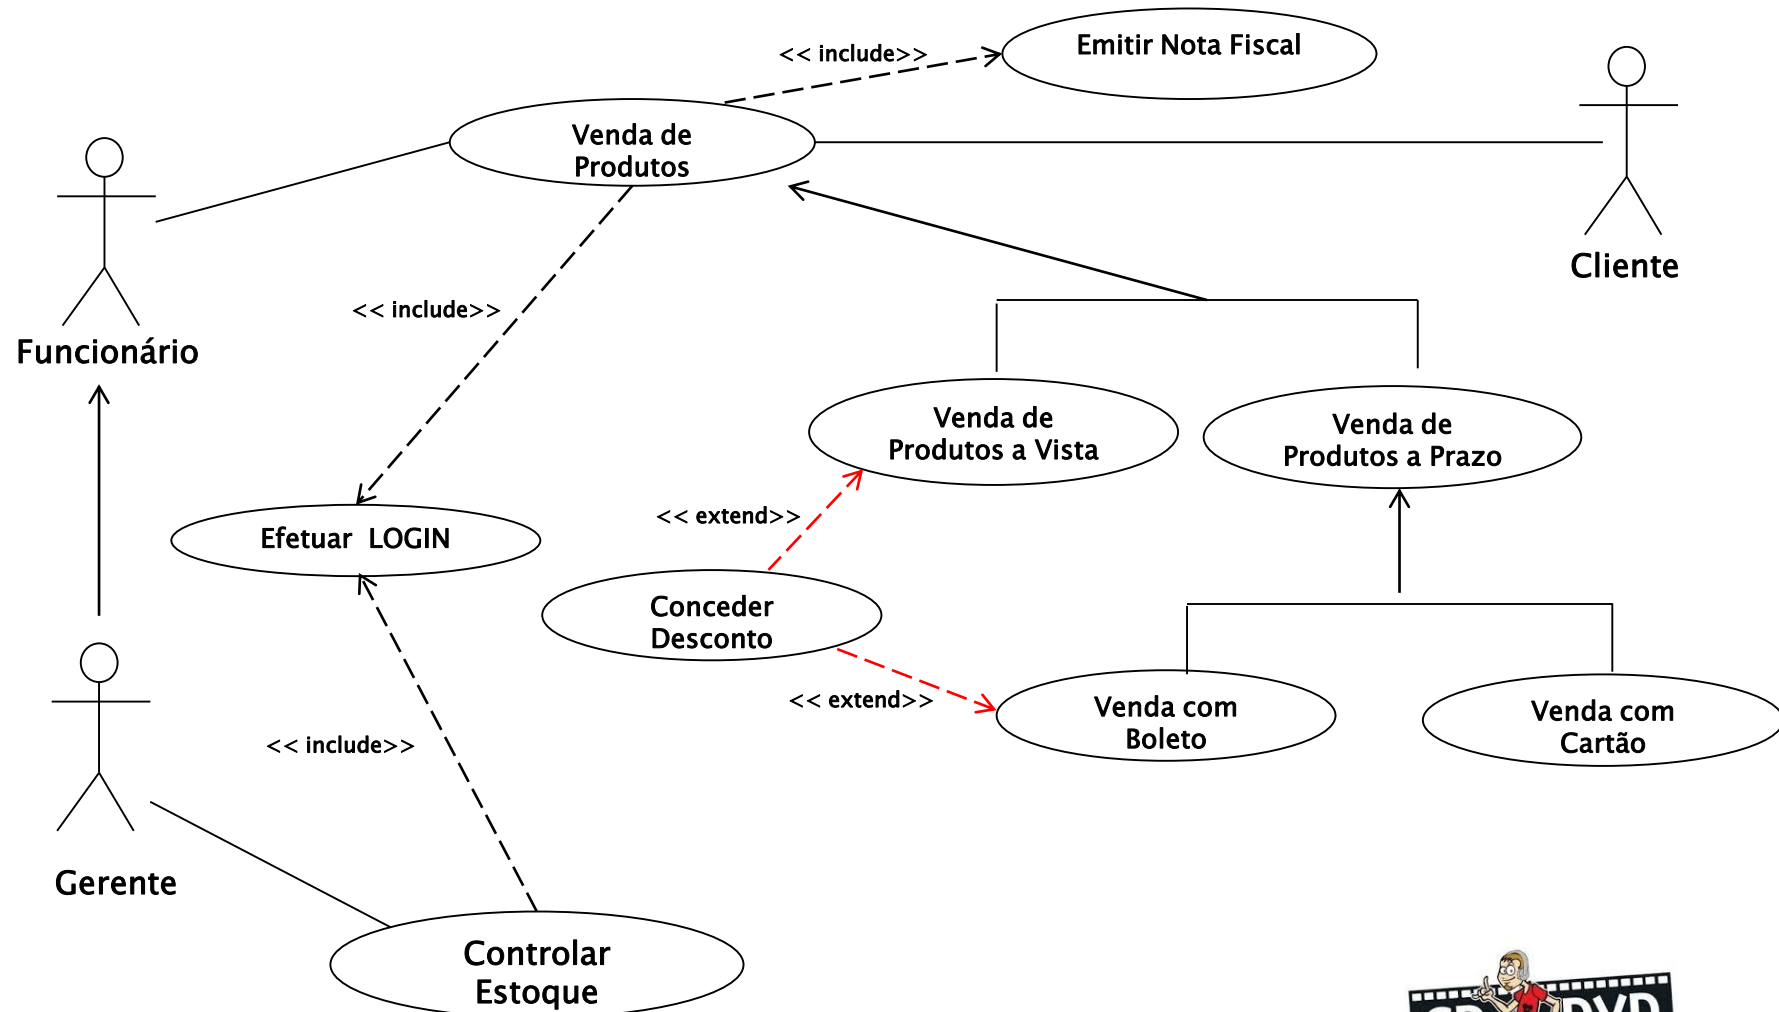 << include>>
Emitir Nota Fiscal
Venda de
Produtos
Cliente
<< include>>
Funcionário
Venda de
Produtos a Vista
Venda de
Produtos a Prazo
<< extend>>
Efetuar LOGIN
Conceder
Desconto
<< extend>>
Venda com
Boleto
Venda com
Cartão
<< include>>
Gerente
Controlar
Estoque
DVD